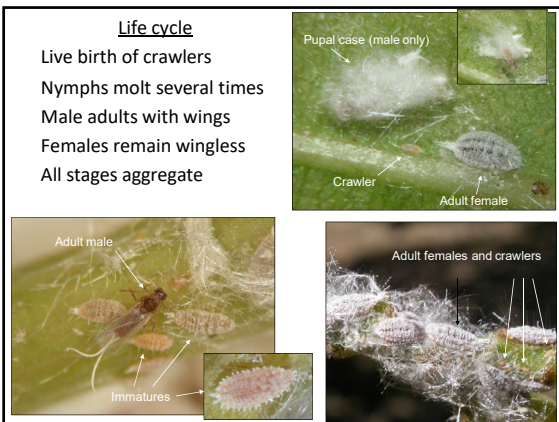 Life cycle
Live birth of crawlers
Nymphs molt several times
Male adults with wings
Females remain wingless
All stages aggregate
Pupal case (male only)
Crawler
Adult female
Adult male
Immatures
Adult females and crawlers